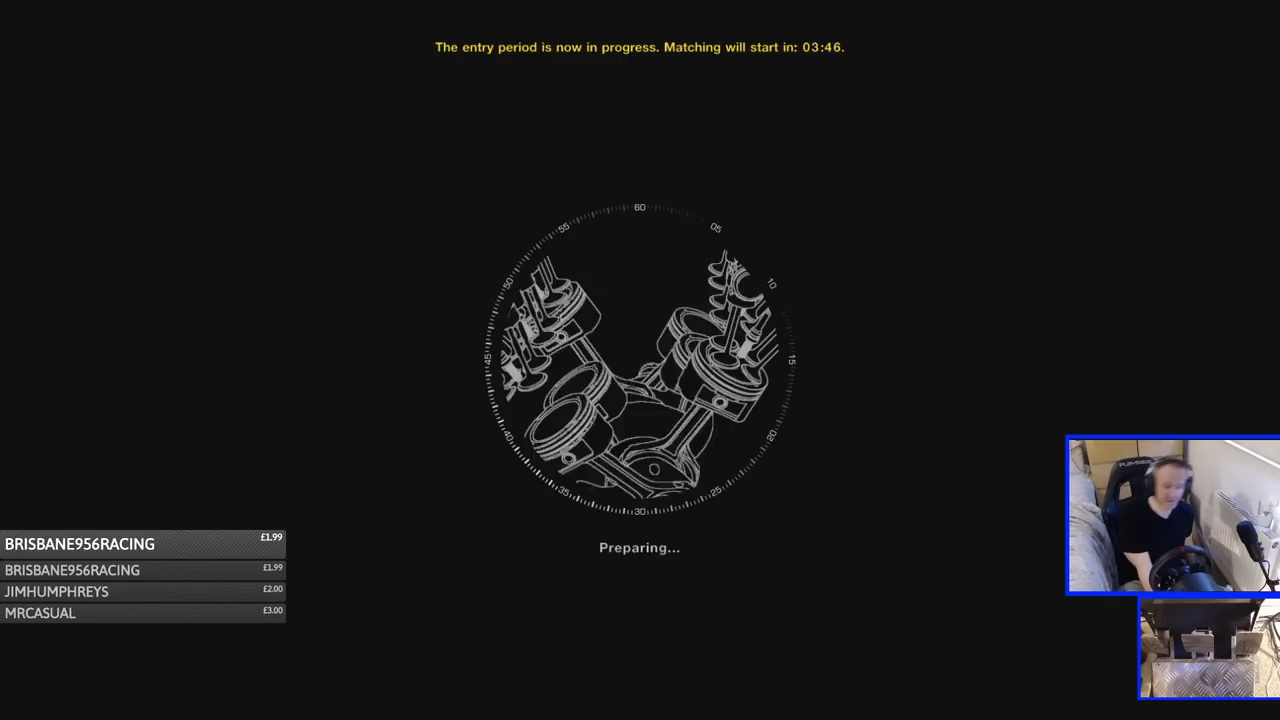 The entry period is now in progress. Matching will start in: 03:46.
60
55
05
50
10
45
15
40
20
35
25
30
Preparing...
BRISBANE956RACING £1.99
BRISBANE956RACING £1.99
JIMHUMPHREYS £2.00
MRCASUAL £3.00